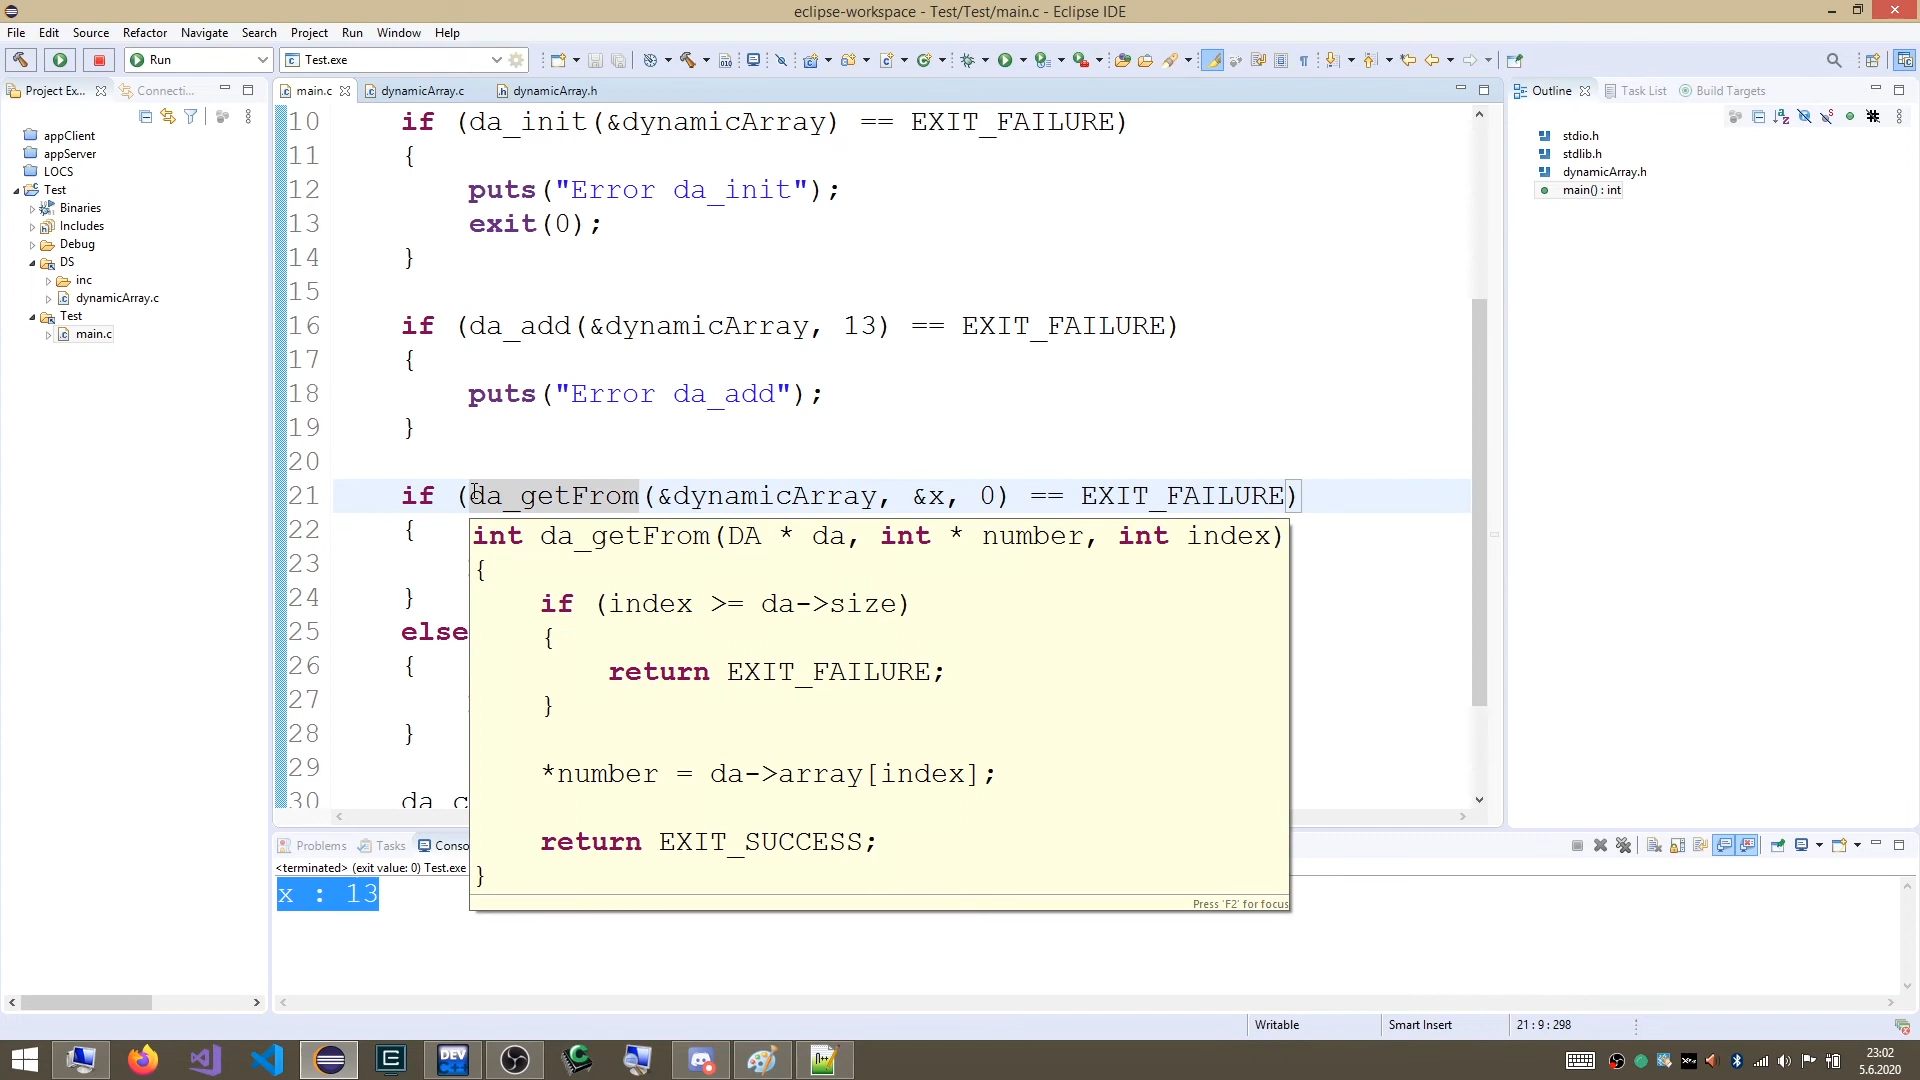 eclipse-workspace - Test/Test/main.c - Eclipse IDE
File Edit Source Refactor Navigate Search Project Run Window Help
Run Test.exe
Project Ex... Connecti...
main.c dynamicArray.c dynamicArray.h
Outline Task List Build Targets
appClient
appServer
LOCS
Test
Binaries
Includes
Debug
DS
inc
dynamicArray.c
Test
main.c
10 if (da_init(&dynamicArray) == EXIT_FAILURE)
11 {
12 puts("Error da_init");
13 exit(0);
14 }
15
16 if (da_add(&dynamicArray, 13) == EXIT_FAILURE)
17 {
18 puts("Error da_add");
19 }
20
21 if (da_getFrom(&dynamicArray, &x, 0) == EXIT_FAILURE)
22 {
23
24 }
25 else
26 {
27
28 }
29
30 da_c
int da_getFrom(DA * da, int * number, int index)
{
if (index >= da->size)
{
return EXIT_FAILURE;
}
*number = da->array[index];
return EXIT_SUCCESS;
}
Press 'F2' for focus
stdio.h
stdlib.h
dynamicArray.h
main() : int
Problems Tasks Conso
<terminated> (exit value: 0) Test.exe
x : 13
Writable Smart Insert 21 : 9 : 298
DEV
23:02
5.6.2020